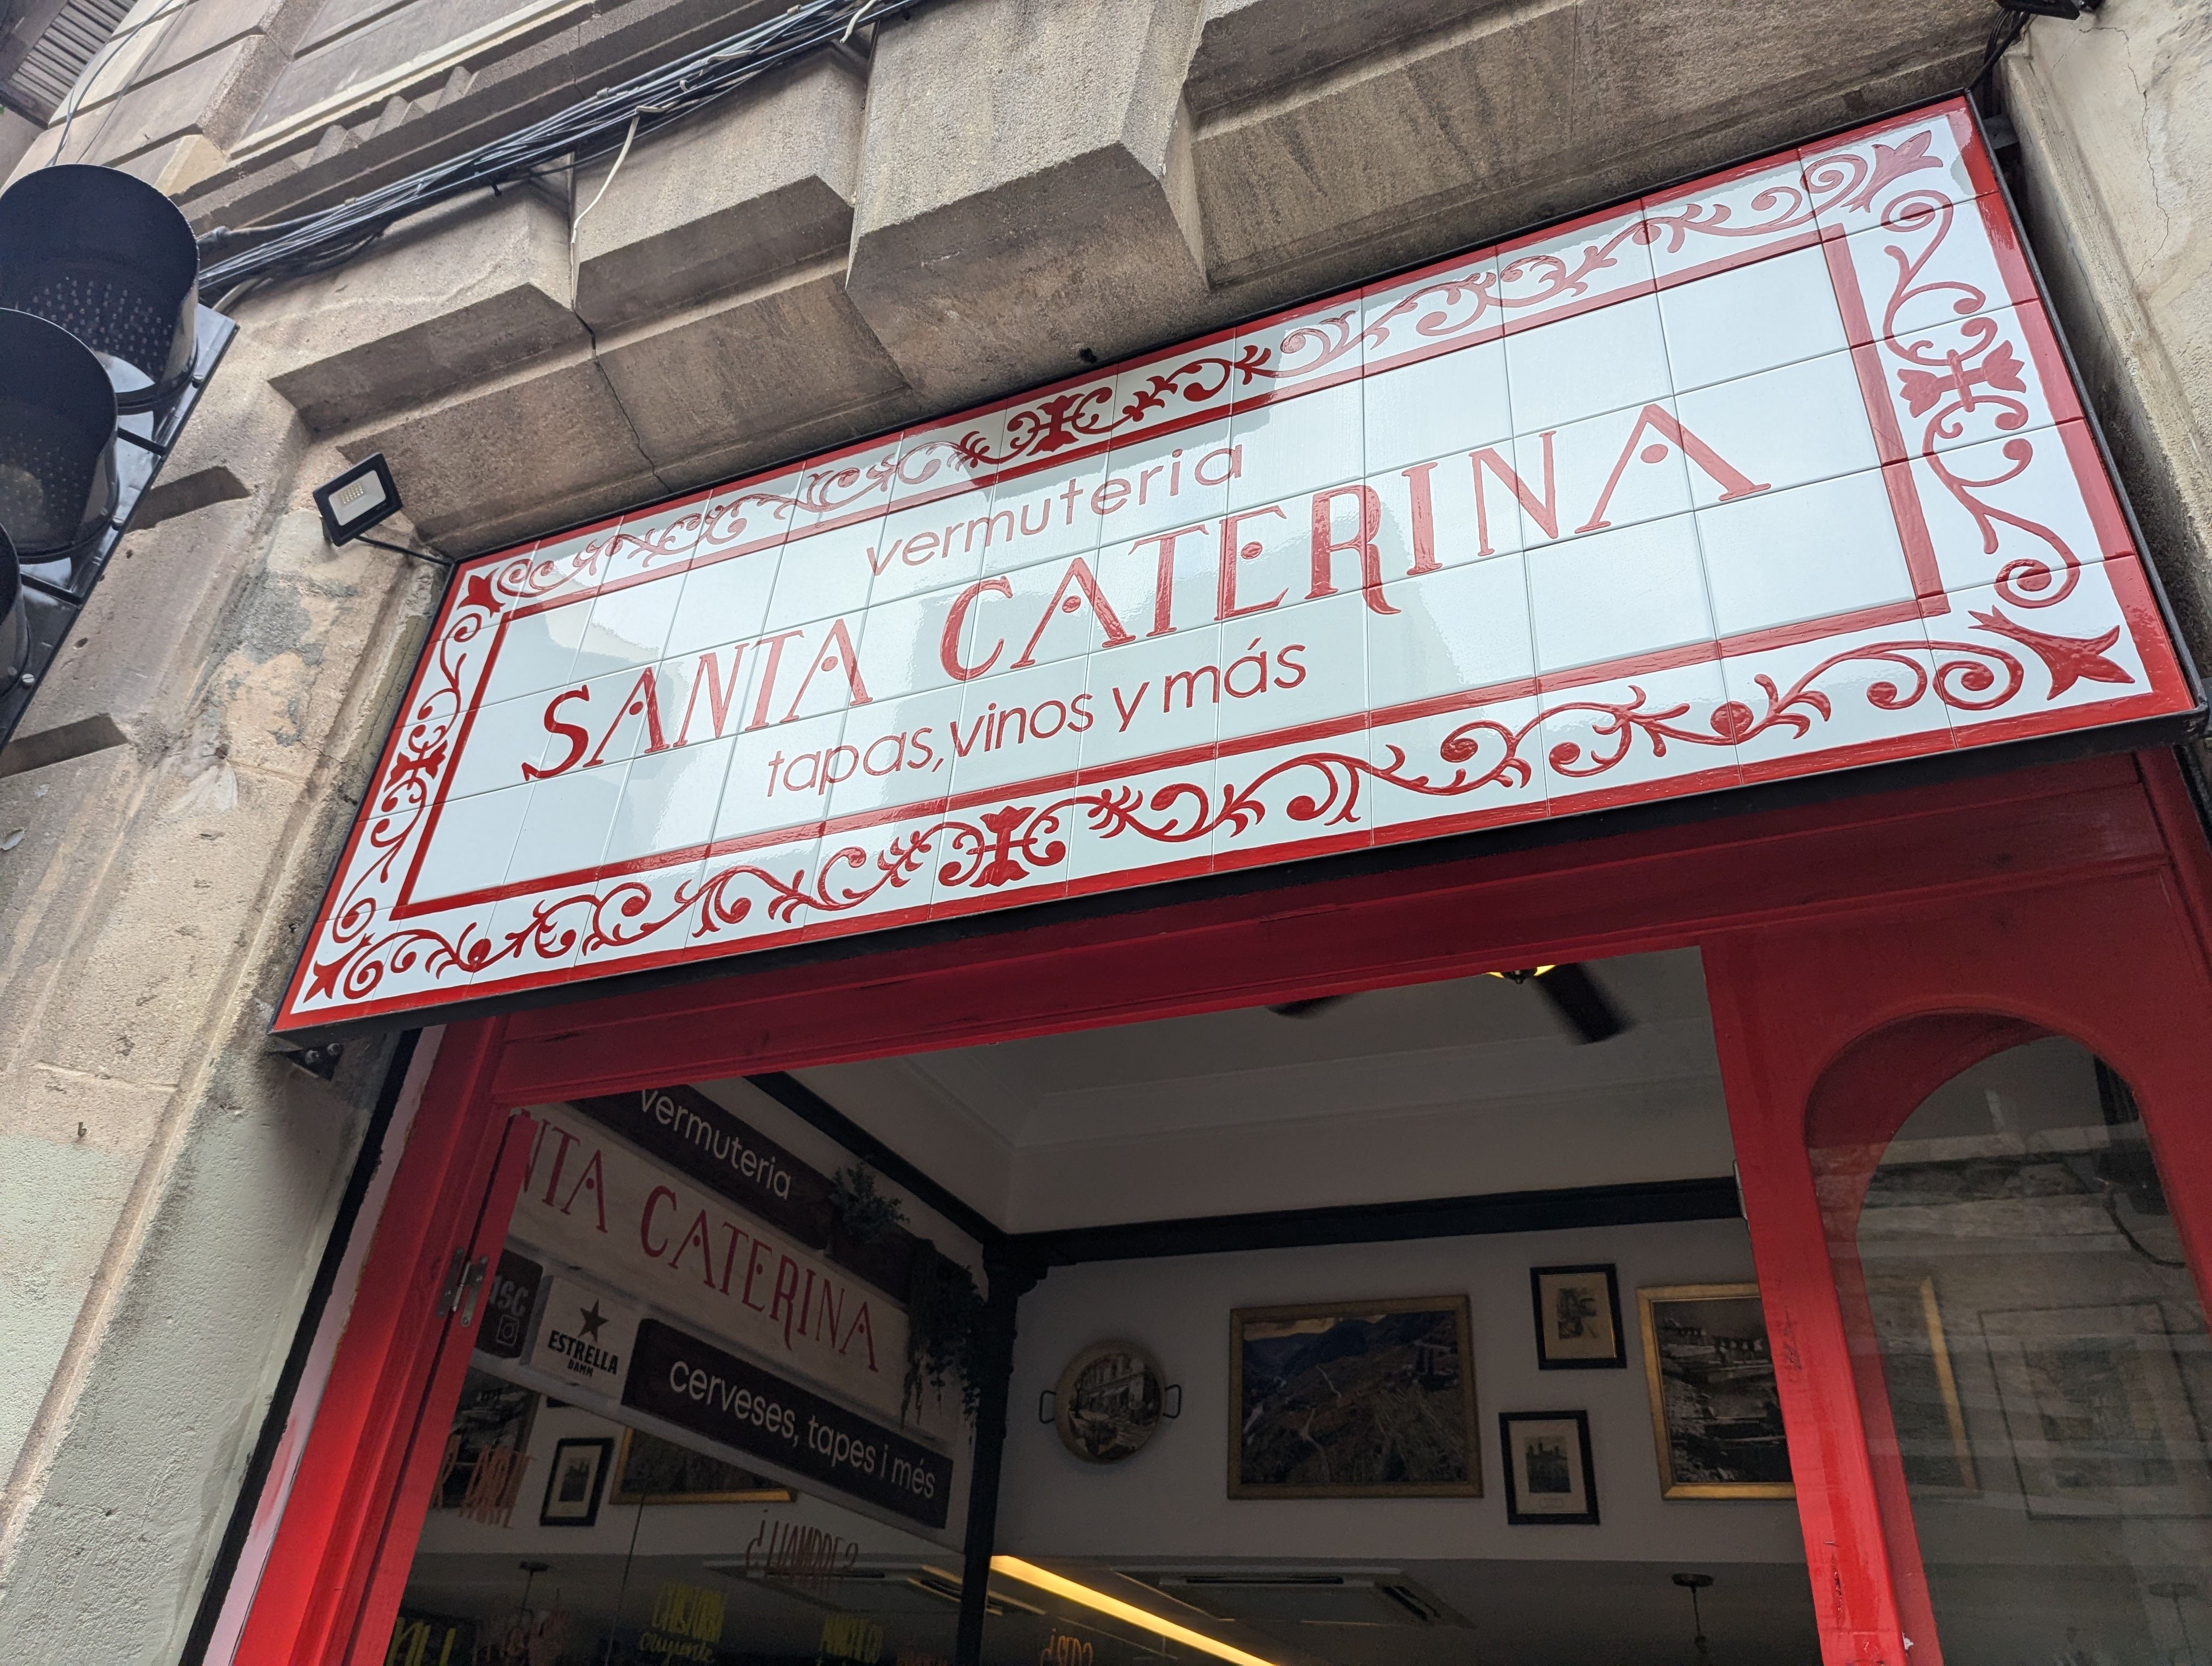 vermuteria
SANTA CATERINA
tapas, vinos y más
vermuteria
NTA CATERINA
ESTRELLA
DAMM
cerveses, tapes i més